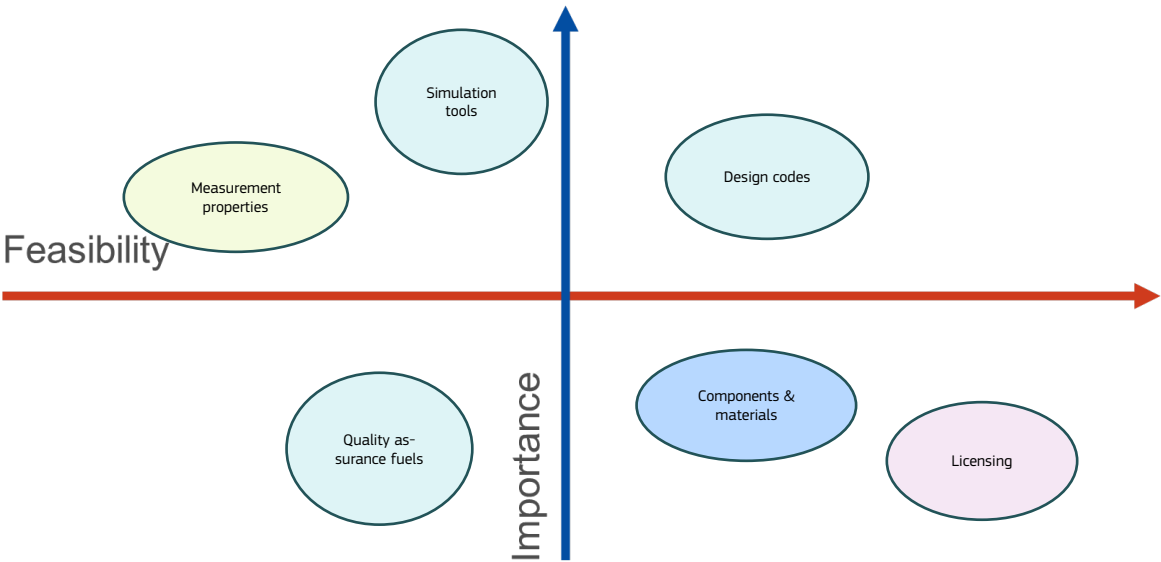 Simulation
tools
Design codes
Measurement
properties
Feasibility
Importance
Components &
materials
Quality as-
surance fuels
Licensing